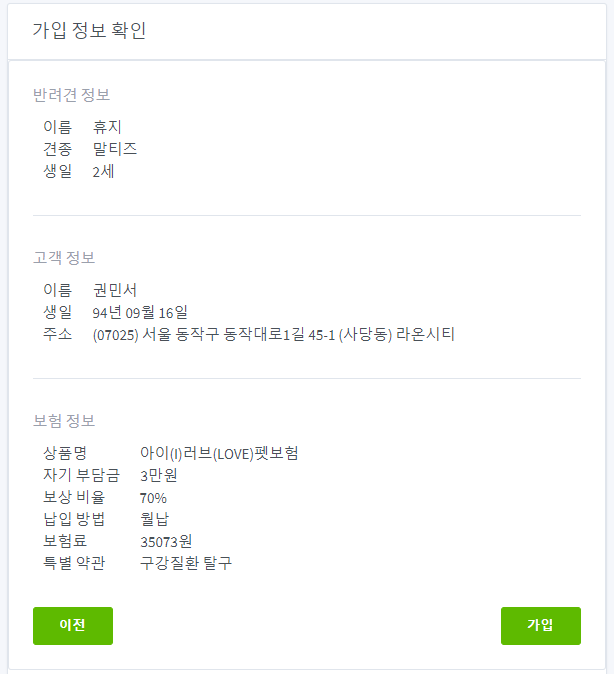 가입 정보 확인
반려견 정보
이름 휴지
견종 말티즈
생일 2세
고객 정보
이름 권민서
생일 94년 09월 16일
주소 (07025) 서울 동작구 동작대로1길 45-1 (사당동) 라온시티
보험 정보
상품명 아이(I)러브(LOVE)펫보험
자기 부담금 3만원
보상 비율 70%
납입 방법 월납
보험료 35073원
특별 약관 구강질환 탈구
이전 가입